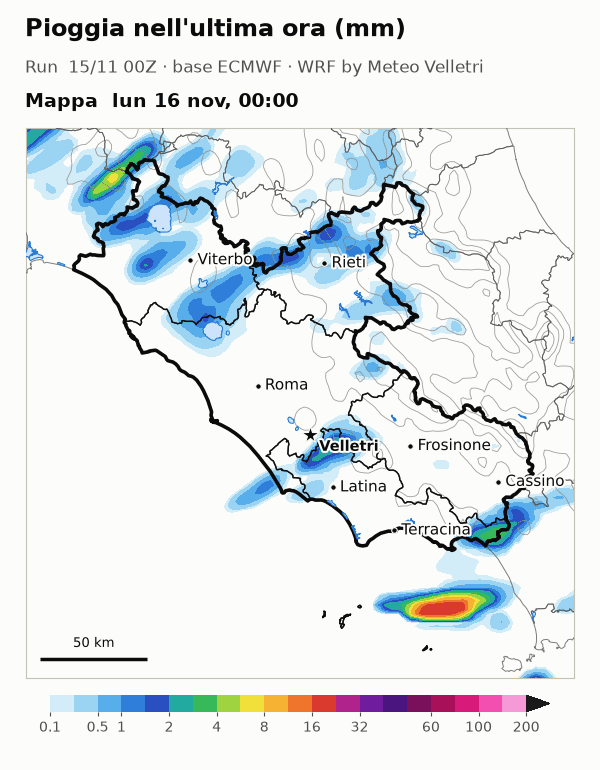 Pioggia nell'ultima ora (mm)
Run  15/11 00Z · base ECMWF · WRF by Meteo Velletri
Mappa  lun 16 nov, 00:00
Viterbo
Rieti
Roma
Velletri
Frosinone
Cassino
Latina
Terracina
50 km
0.1 0.5 1 2 4 8 16 32 60 100 200